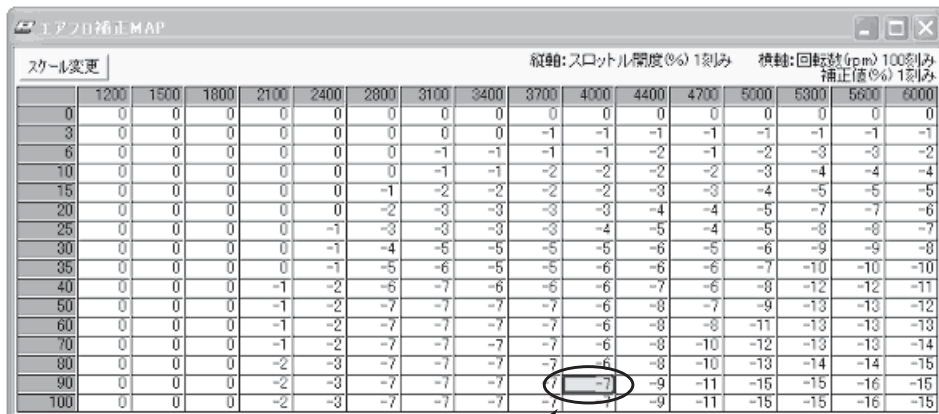 エアフロ補正MAP
スケール変更
縦軸:スロットル開度(%) 1刻み 横軸:回転数(rpm) 100刻み
補正値(%) 1刻み
1200 1500 1800 2100 2400 2800 3100 3400 3700 4000 4400 4700 5000 5300 5600 6000
0 0 0 0 0 0 0 0 0 0 0 0 0 0 0 0 0
3 0 0 0 0 0 0 0 0 -1 -1 -1 -1 -1 -1 -1 -1
6 0 0 0 0 0 0 -1 -1 -1 -1 -2 -1 -2 -3 -3 -2
10 0 0 0 0 0 0 -1 -1 -2 -2 -2 -2 -3 -4 -4 -4
15 0 0 0 0 0 -1 -2 -2 -2 -2 -3 -3 -4 -5 -5 -5
20 0 0 0 0 0 -2 -3 -3 -3 -3 -4 -4 -5 -7 -7 -6
25 0 0 0 0 -1 -3 -3 -3 -3 -4 -5 -4 -5 -8 -8 -7
30 0 0 0 0 -1 -4 -5 -5 -5 -5 -6 -5 -6 -9 -9 -8
35 0 0 0 0 -1 -5 -6 -5 -5 -6 -6 -6 -7 -10 -10 -10
40 0 0 0 -1 -2 -6 -7 -6 -6 -6 -7 -6 -8 -12 -12 -11
50 0 0 0 -1 -2 -7 -7 -7 -7 -6 -8 -7 -9 -13 -13 -12
60 0 0 0 -1 -2 -7 -7 -7 -7 -6 -8 -8 -11 -13 -13 -13
70 0 0 0 -1 -2 -7 -7 -7 -7 -6 -8 -10 -12 -13 -13 -14
80 0 0 0 -2 -3 -7 -7 -7 -7 -6 -8 -10 -13 -14 -14 -15
90 0 0 0 -2 -3 -7 -7 -7 7 -7 -9 -11 -15 -15 -16 -15
100 0 0 0 -2 -3 -7 -7 -7 -7 7 -9 -11 -15 -15 -16 -15